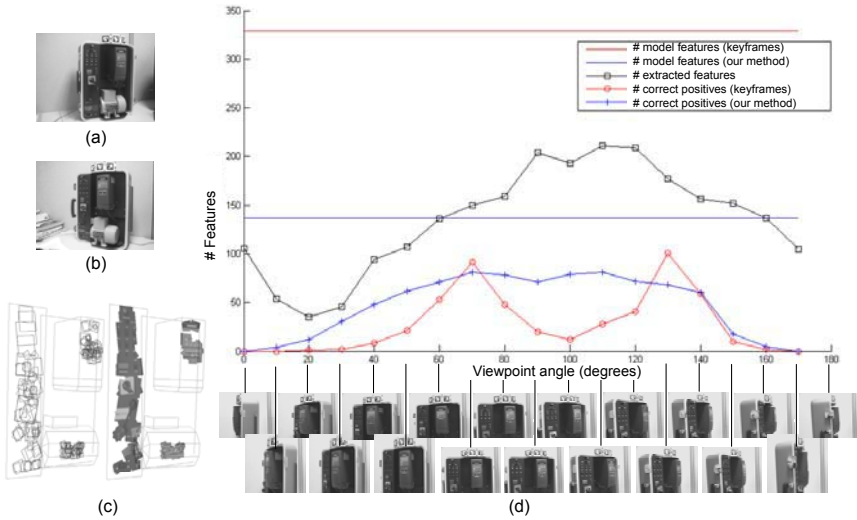 (a)
(b)
(c)
350
300
250
200
150
100
50
0
# Features
# model features (keyframes)
# model features (our method)
# extracted features
# correct positives (keyframes)
# correct positives (our method)
0 20 40 60 80 100 120 140 160 180
Viewpoint angle (degrees)
(d)